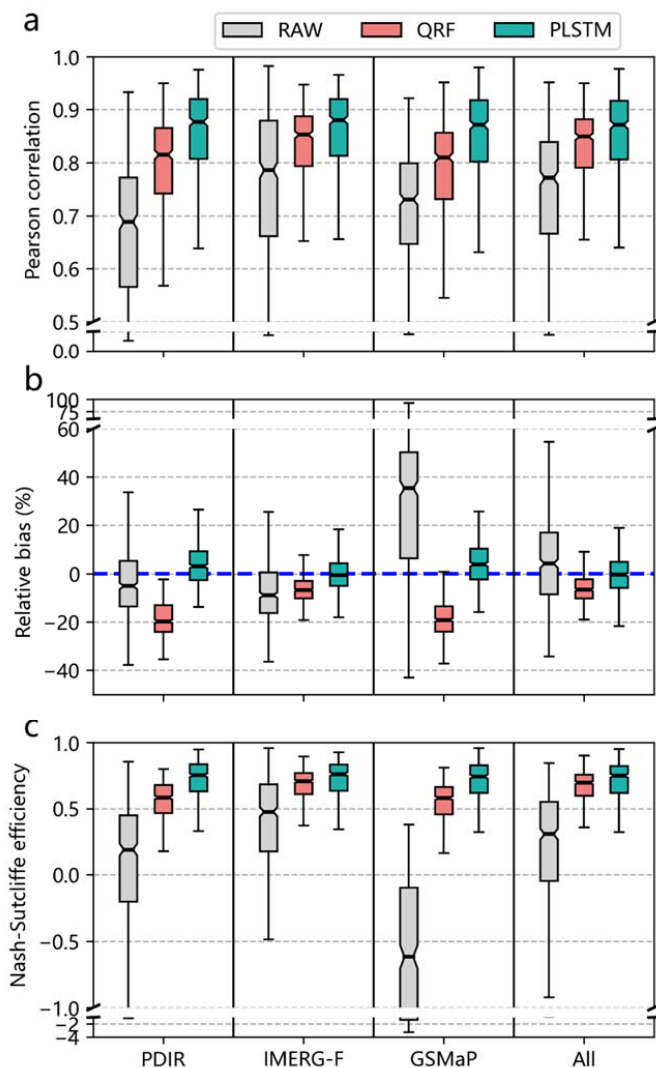 a
RAW QRF PLSTM
Pearson correlation
1.0
0.9
0.8
0.7
0.6
0.5
0.0
b
Relative bias (%)
100
75
60
40
20
0
−20
−40
c
Nash-Sutcliffe efficiency
1.0
0.5
0.0
−0.5
−1.0
−2
−4
PDIR IMERG-F GSMaP All